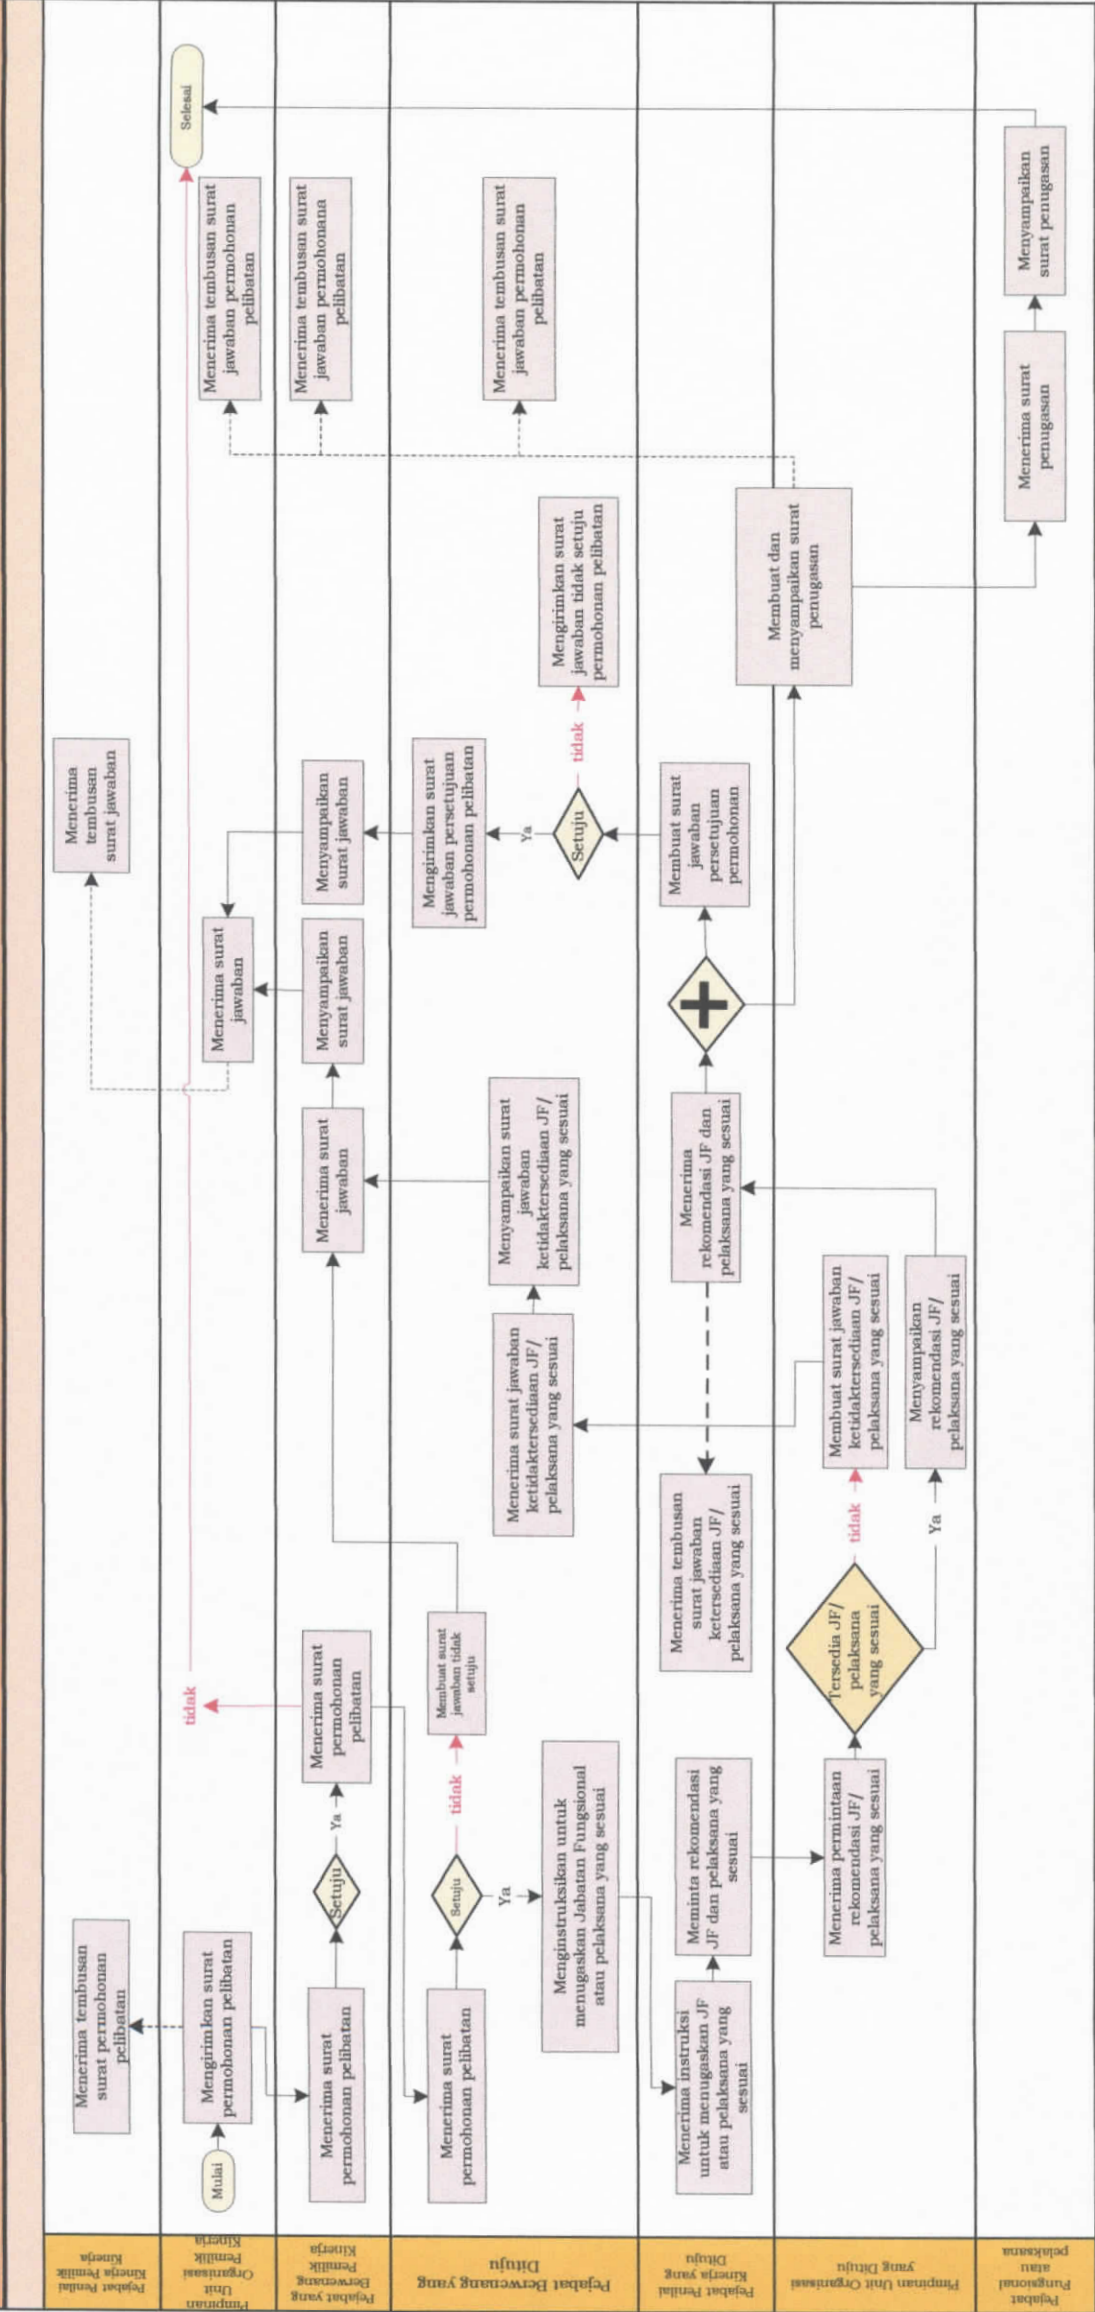 Pejabat Penilai
Kinerja Pemilik
Kinerja
Menerima tembusan
surat permohonan
pelibatan
Menerima
tembusan
surat jawaban
Pimpinan
Unit
Organisasi
Pemilik
Kinerja
Mulai
Mengirimkan surat
permohonan pelibatan
tidak
Menerima surat
jawaban
Menerima tembusan surat
jawaban permohonan
pelibatan
Selesai
Pejabat yang
Berwenang
Pemilik
Kinerja
Menerima surat
permohonan pelibatan
Setuju
Ya
Menerima surat
permohonan
pelibatan
Menerima surat
jawaban
Menyampaikan
surat jawaban
Menyampaikan
surat jawaban
Menerima tembusan surat
jawaban permohonana
pelibatan
Pejabat Berwenang yang
Dituju
Menerima surat
permohonan pelibatan
Setuju
tidak
Membuat surat
jawaban tidak
setuju
Ya
Menginstruksikan untuk
menugaskan Jabatan Fungsional
atau pelaksana yang sesuai
Menerima surat jawaban
ketidaktersediaan JF/
pelaksana yang sesuai
Menyampaikan surat
jawaban
ketidaktersediaan JF/
pelaksana yang sesuai
Mengirimkan surat
jawaban persetujuan
permohonan pelibatan
Ya
Setuju
tidak
Mengirimkan surat
jawaban tidak setuju
permohonan pelibatan
Menerima tembusan surat
jawaban permohonan
pelibatan
Pejabat Penilai
Kinerja yang
Dituju
Menerima instruksi
untuk menugaskan JF
atau pelaksana yang
sesuai
Meminta rekomendasi
JF dan pelaksana yang
sesuai
Menerima tembusan
surat jawaban
ketersediaan JF/
pelaksana yang sesuai
Menerima
rekomendasi JF dan
pelaksana yang sesuai
Membuat surat
jawaban
persetujuan
permohonan
Pimpinan Unit Organisasi
yang Dituju
Menerima permintaan
rekomendasi JF/
pelaksana yang sesuai
Tersedia JF/
pelaksana
yang sesuai
tidak
Membuat surat jawaban
ketidaktersediaan JF/
pelaksana yang sesuai
Ya
Menyampaikan
rekomendasi JF/
pelaksana yang sesuai
Membuat dan
menyampaikan surat
penugasan
Pejabat
Fungsional
atau
pelaksana
Menerima surat
penugasan
Menyampaikan
surat penugasan